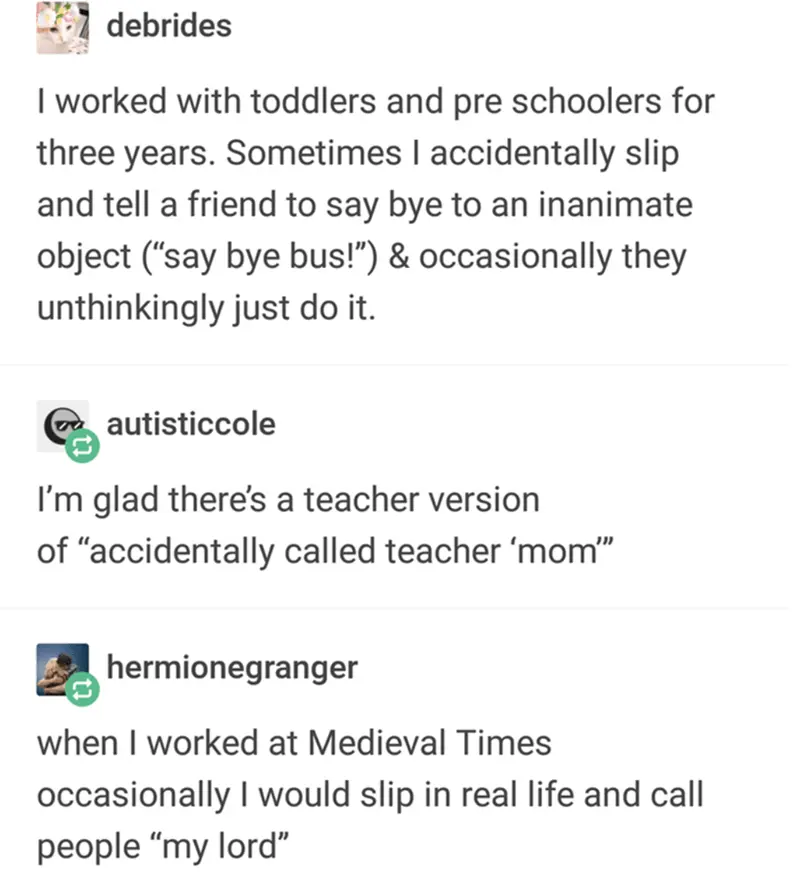 debrides
I worked with toddlers and pre schoolers for
three years. Sometimes I accidentally slip
and tell a friend to say bye to an inanimate
object (“say bye bus!”) & occasionally they
unthinkingly just do it.
autisticcole
I’m glad there’s a teacher version
of “accidentally called teacher ‘mom’”
hermionegranger
when I worked at Medieval Times
occasionally I would slip in real life and call
people “my lord”